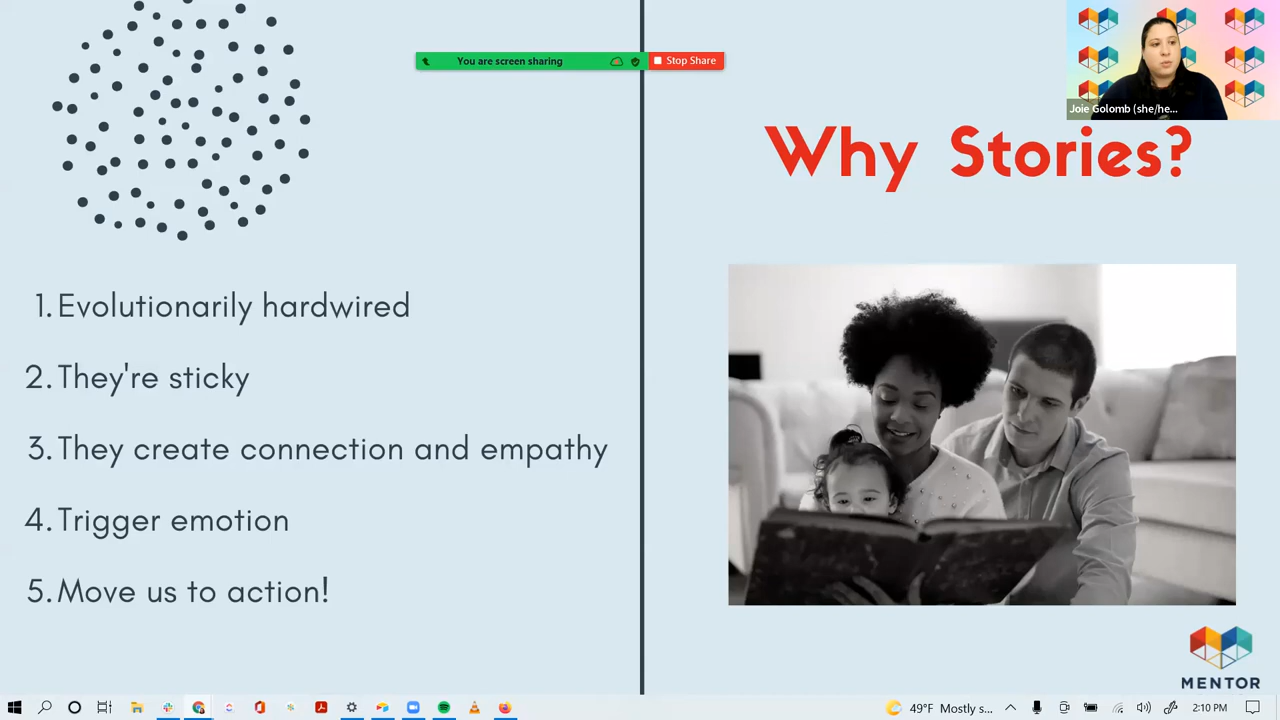 You are screen sharing
Stop Share
Joie Golomb (she/he...
Why Stories?
1. Evolutionarily hardwired
2. They're sticky
3. They create connection and empathy
4. Trigger emotion
5. Move us to action!
MENTOR
49°F Mostly s...
2:10 PM